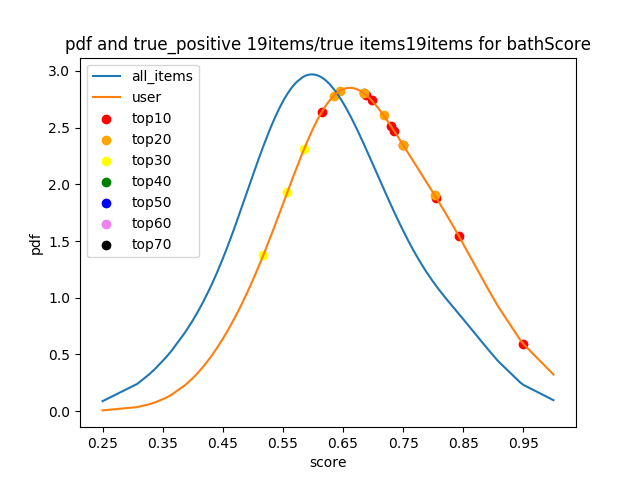 pdf and true_positive 19items/true items19items for bathScore
3.0
2.5
2.0
1.5
1.0
0.5
0.0
pdf
all_items
user
top10
top20
top30
top40
top50
top60
top70
0.25 0.35 0.45 0.55 0.65 0.75 0.85 0.95
score